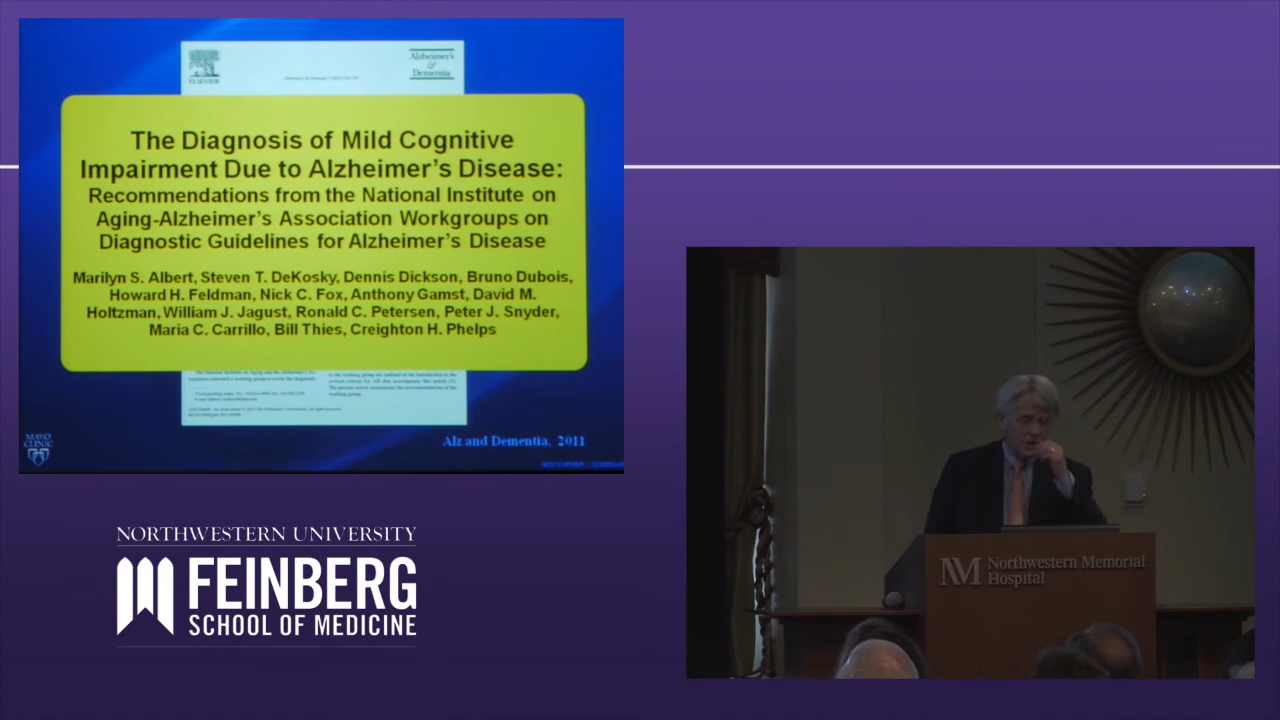 ELSEVIER
Alzheimer's
&
Dementia
The Diagnosis of Mild Cognitive
Impairment Due to Alzheimer's Disease:
Recommendations from the National Institute on
Aging-Alzheimer's Association Workgroups on
Diagnostic Guidelines for Alzheimer's Disease
Marilyn S. Albert, Steven T. DeKosky, Dennis Dickson, Bruno Dubois,
Howard H. Feldman, Nick C. Fox, Anthony Gamst, David M.
Holtzman, William J. Jagust, Ronald C. Petersen, Peter J. Snyder,
Maria C. Carrillo, Bill Thies, Creighton H. Phelps
MAYO
CLINIC
Alz and Dementia. 2011
NORTHWESTERN UNIVERSITY
FEINBERG
SCHOOL OF MEDICINE
NM Northwestern Memorial
Hospital